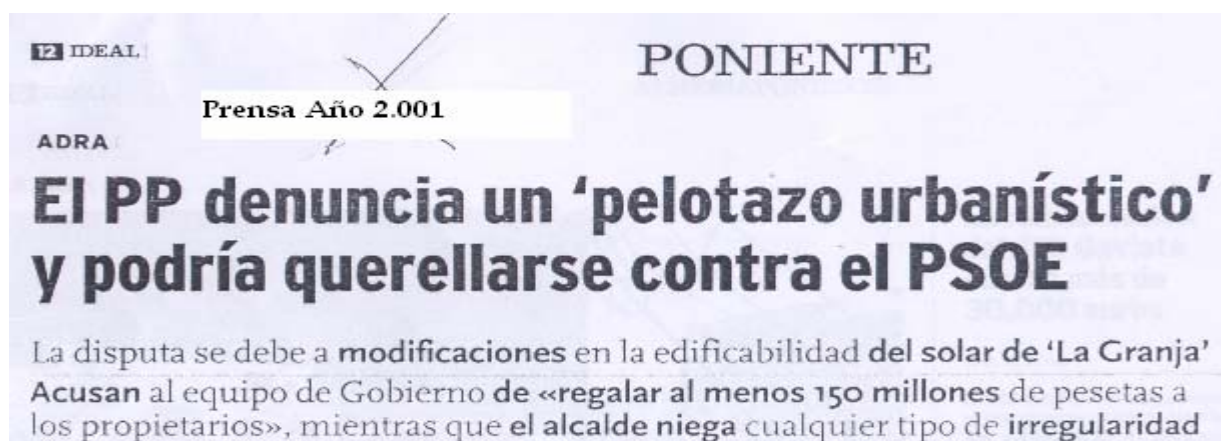 12 IDEAL
PONIENTE
Prensa Año 2.001
ADRA
El PP denuncia un ‘pelotazo urbanístico’
y podría querellarse contra el PSOE
La disputa se debe a modificaciones en la edificabilidad del solar de ‘La Granja’
Acusan al equipo de Gobierno de «regalar al menos 150 millones de pesetas a
los propietarios», mientras que el alcalde niega cualquier tipo de irregularidad